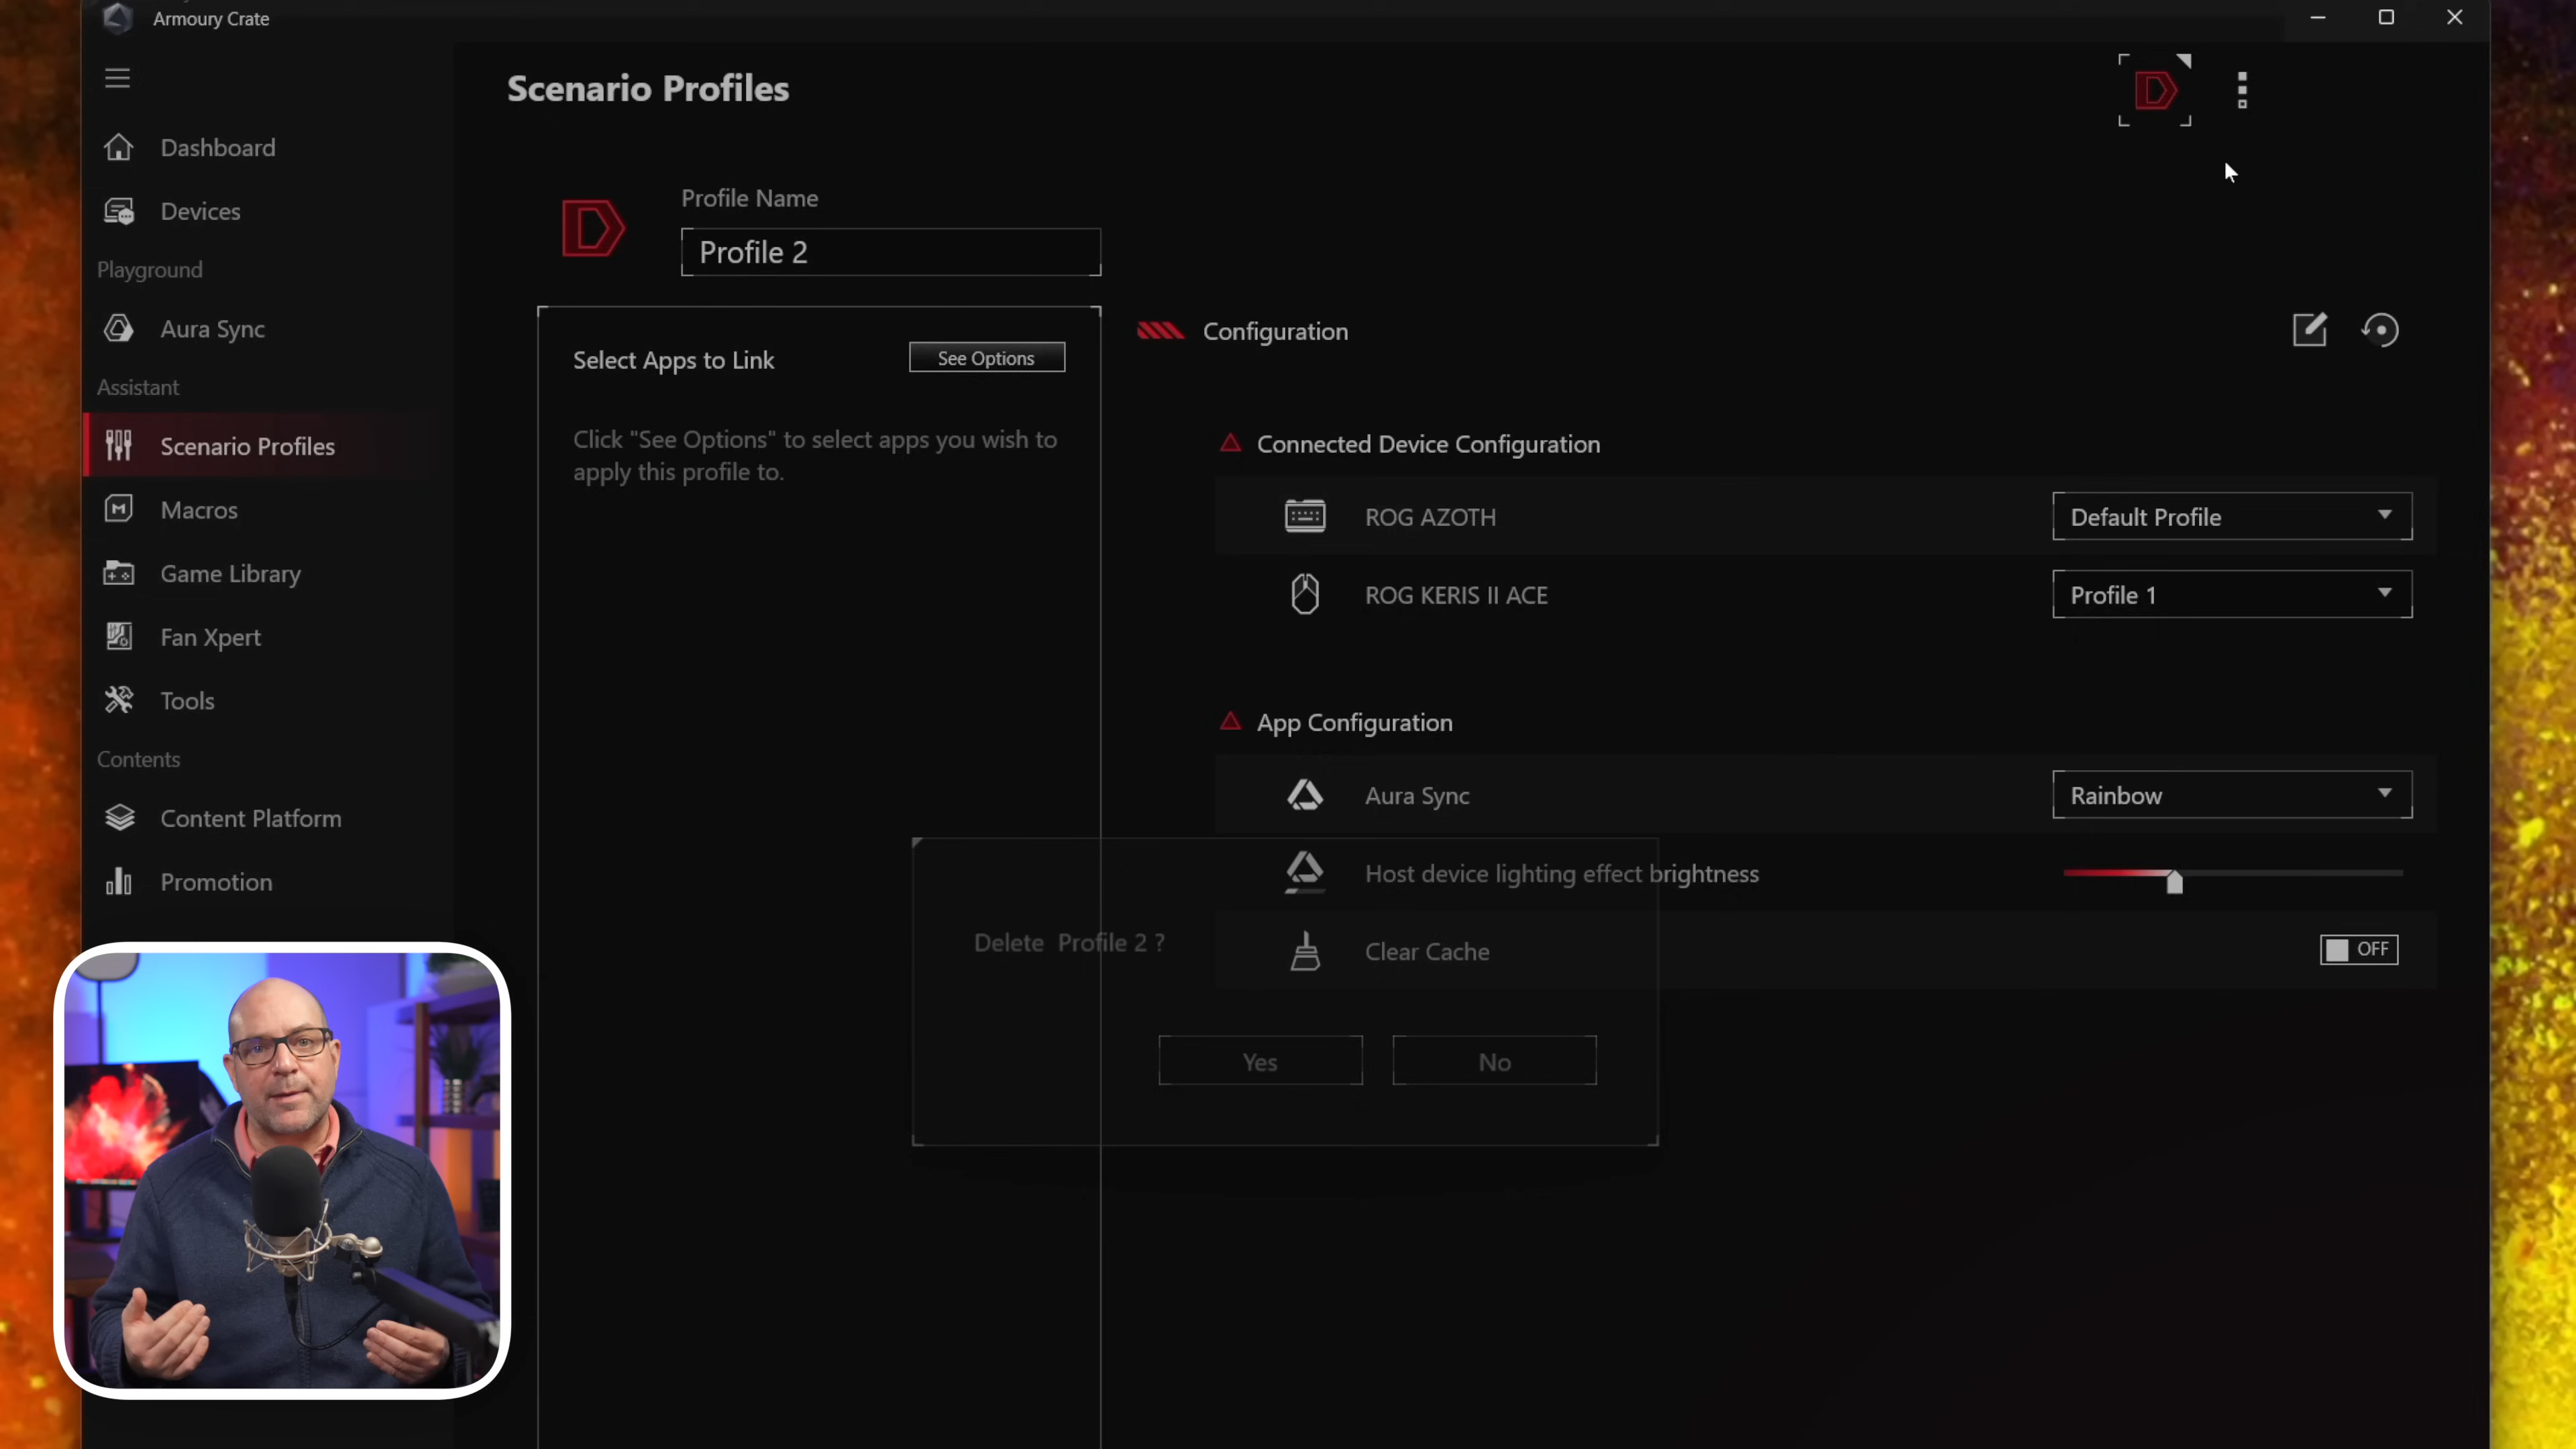 Armoury Crate
Scenario Profiles
Dashboard
Devices
Playground
Aura Sync
Assistant
Scenario Profiles
Macros
Game Library
Fan Xpert
Tools
Contents
Content Platform
Promotion
Profile Name
Profile 2
Select Apps to Link
See Options
Click "See Options" to select apps you wish to
apply this profile to.
Configuration
Connected Device Configuration
ROG AZOTH
Default Profile
ROG KERIS II ACE
Profile 1
App Configuration
Aura Sync
Rainbow
Host device lighting effect brightness
Clear Cache
OFF
Delete Profile 2 ?
Yes
No